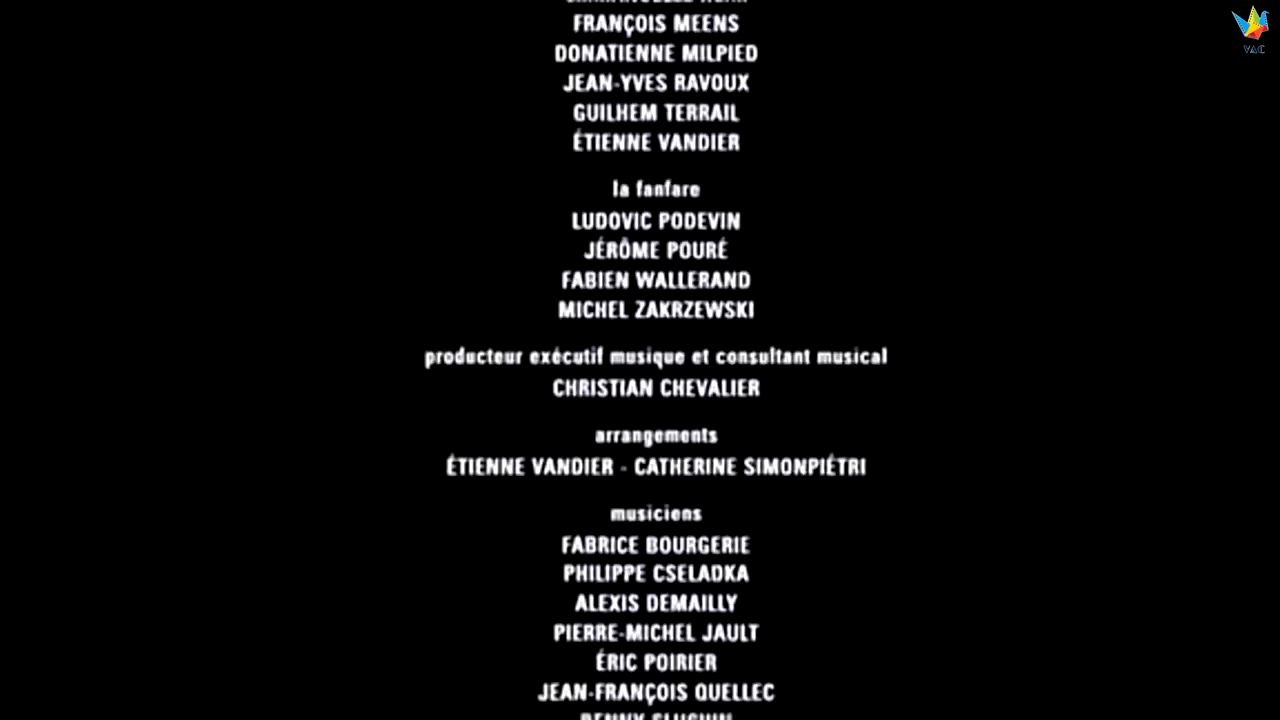 FRANÇOIS MEENS
DONATIENNE MILPIED
JEAN-YVES RAVOUX
GUILHEM TERRAIL
ÉTIENNE VANDIER
la fanfare
LUDOVIC PODEVIN
JÉRÔME POURÉ
FABIEN WALLERAND
MICHEL ZAKRZEWSKI
producteur exécutif musique et consultant musical
CHRISTIAN CHEVALIER
arrangements
ÉTIENNE VANDIER - CATHERINE SIMONPIÉTRI
musiciens
FABRICE BOURGERIE
PHILIPPE CSELADKA
ALEXIS DEMAILLY
PIERRE-MICHEL JAULT
ÉRIC POIRIER
JEAN-FRANÇOIS QUELLEC
VAC